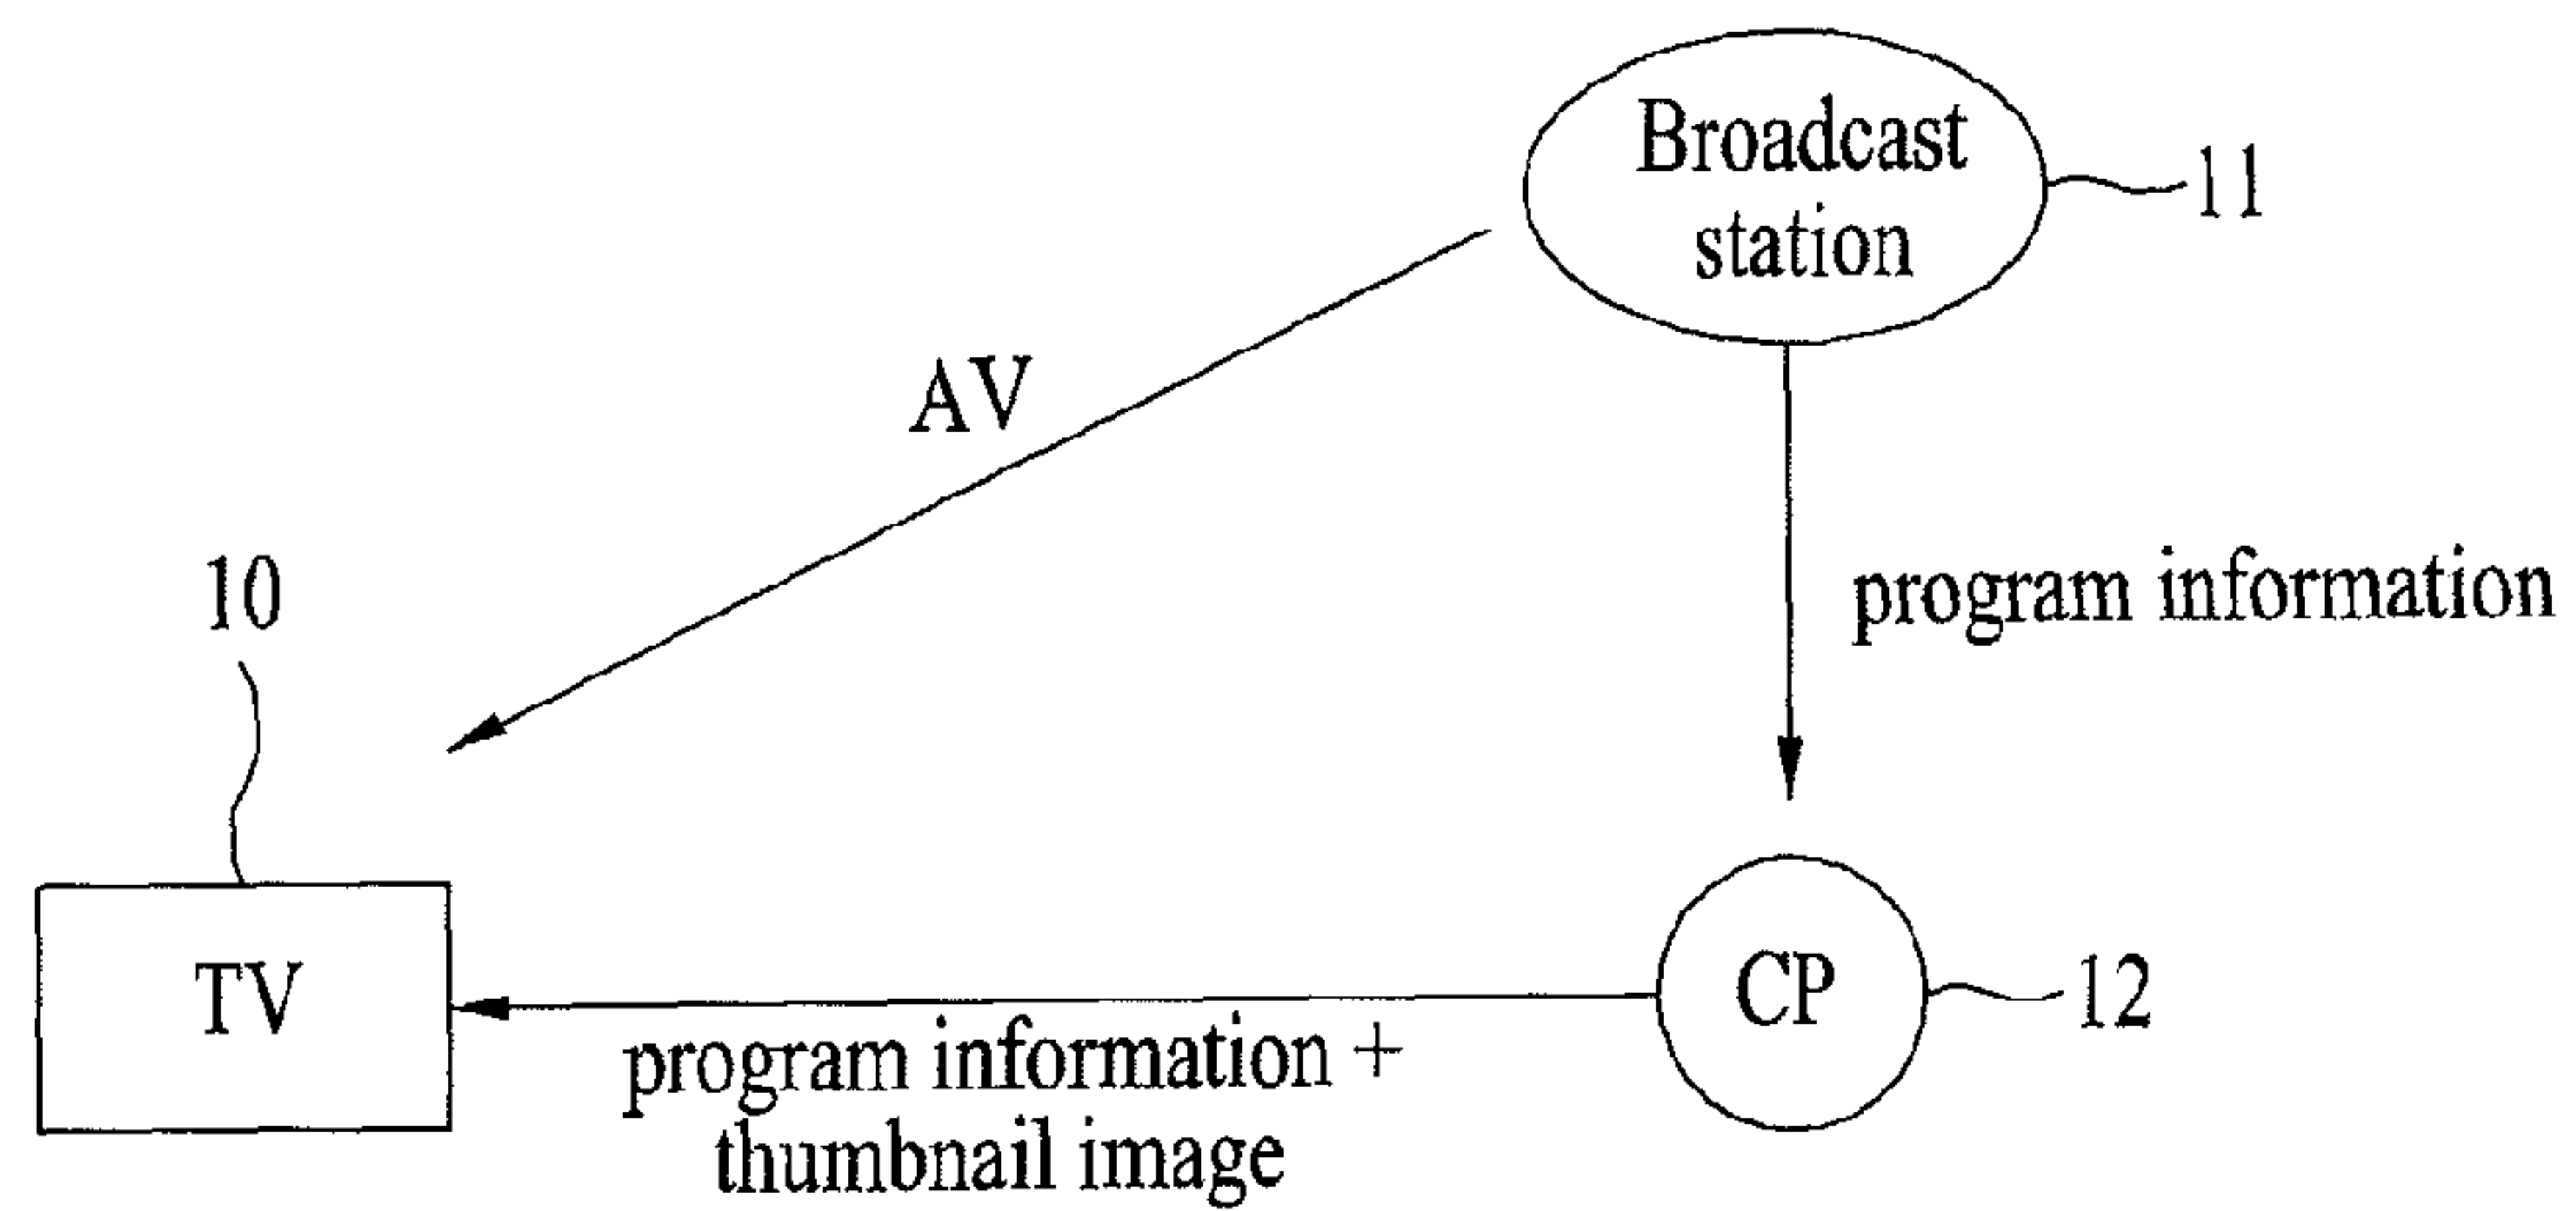 Broadcast
station
11
AV
10
program information
TV
CP
12
program information +
thumbnail image